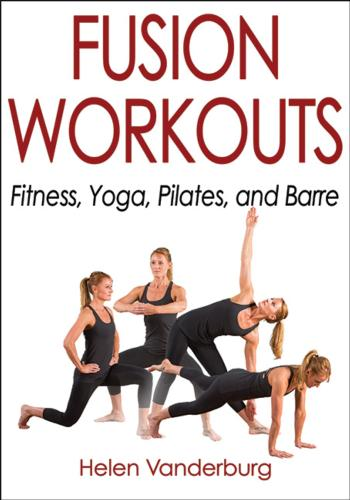 FUSION
WORKOUTS
Fitness, Yoga, Pilates, and Barre
Helen Vanderburg